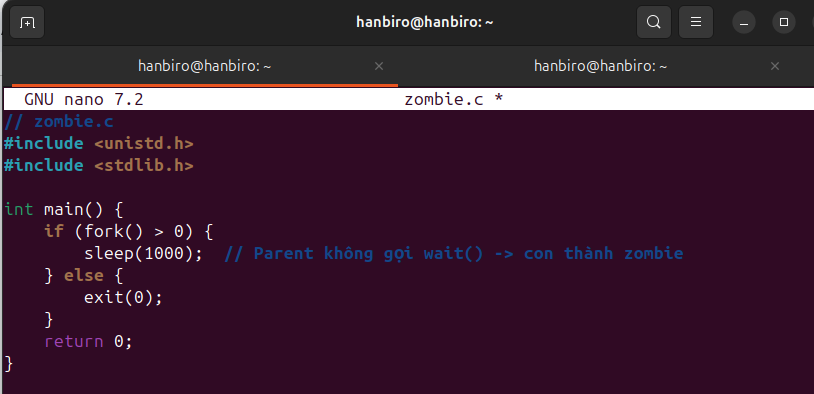 hanbiro@hanbiro: ~
hanbiro@hanbiro: ~
hanbiro@hanbiro: ~
GNU nano 7.2 zombie.c *
// zombie.c
#include <unistd.h>
#include <stdlib.h>

int main() {
    if (fork() > 0) {
        sleep(1000);  // Parent không gọi wait() -> con thành zombie
    } else {
        exit(0);
    }
    return 0;
}